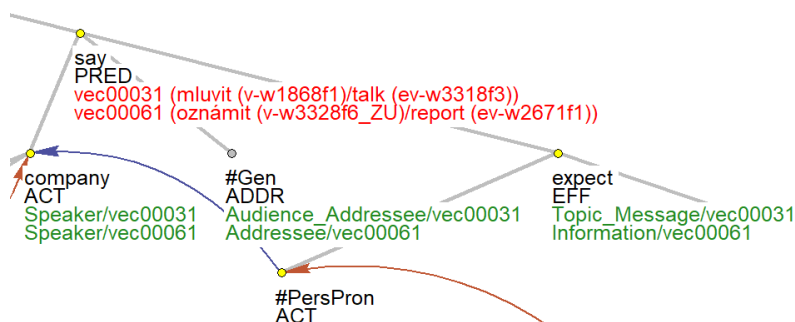 say
PRED
vec00031 (mluvit (v-w1868f1)/talk (ev-w3318f3))
vec00061 (oznámit (v-w3328f6_ZU)/report (ev-w2671f1))
company
ACT
Speaker/vec00031
Speaker/vec00061
#Gen
ADDR
Audience_Addressee/vec00031
Addressee/vec00061
expect
EFF
Topic_Message/vec00031
Information/vec00061
#PersPron
ACT